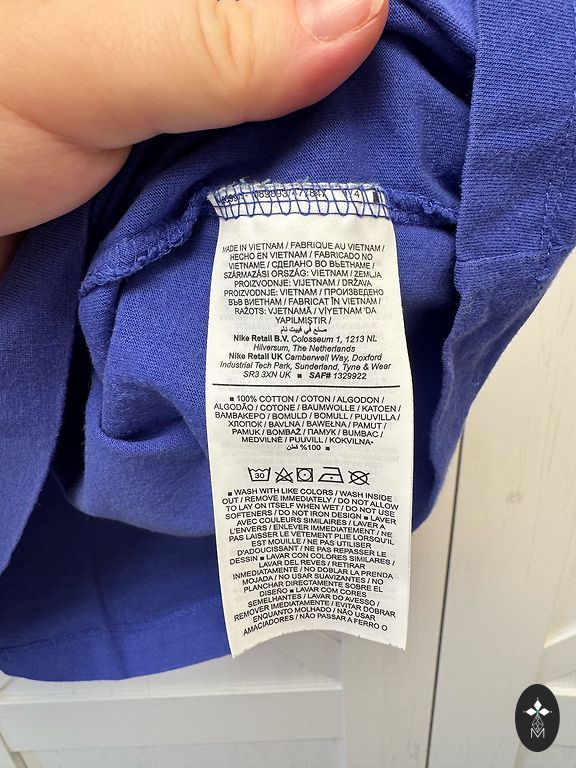 MADE IN VIETNAM / FABRIQUE AU VIETNAM /
HECHO EN VIETNAM / FABRICADO NO
VIETNAME / СДЕЛАНО ВО ВЬЕТНАМЕ /
SZÁRMAZÁSI ORSZÁG: VIETNAM / ZEMLJA
PROIZVODNJE: VIJETNAM / DRŽAVA
PROIZVODNJE: VIETNAM / ПРОИЗВЕДЕНО
ВЪВ ВИЕТНАМ / FABRICAT ÎN VIETNAM /
RAŽOTS: VJETNAMĀ / VİYETNAM 'DA
YAPILMIŞTIR /
صنع في فييت نام
Nike Retail B.V. Colosseum 1, 1213 NL
Hilversum, The Netherlands
Nike Retail UK Camberwell Way, Doxford
Industrial Tech Park, Sunderland, Tyne & Wear
SR3 3XN UK ■ SAF# 1329922
■ 100% COTTON / COTON / ALGODON /
ALGODÃO / COTONE / BAUMWOLLE / KATOEN /
ΒΑΜΒΑΚΕΡΟ / BOMULD / BOMULL / PUUVILLA /
ХЛОПОК / BAVLNA / BAWEŁNA / PAMUT /
PAMUK / BOMBAŽ / ПАМУК / BUMBAC /
MEDVILNĖ / PUUVILL / KOKVILNA▪
100% قطن ■
30
■ WASH WITH LIKE COLORS / WASH INSIDE
OUT / REMOVE IMMEDIATELY / DO NOT ALLOW
TO LAY ON ITSELF WHEN WET / DO NOT USE
SOFTENERS / DO NOT IRON DESIGN ■ LAVER
AVEC COULEURS SIMILAIRES / LAVER A
L'ENVERS / ENLEVER IMMEDIATEMENT / NE
PAS LAISSER LE VÊTEMENT PLIE LORSQU'IL
EST MOUILLE / NE PAS UTILISER
D'ADOUCISSANT / NE PAS REPASSER LE
DESSIN ■ LAVAR CON COLORES SIMILARES /
LAVAR DEL REVES / RETIRAR
INMEDIATAMENTE / NO DOBLAR LA PRENDA
MOJADA / NO USAR SUAVIZANTES / NO
PLANCHAR DIRECTAMENTE SOBRE EL
DISEÑO ■ LAVAR COM CORES
SEMELHANTES / LAVAR DO AVESSO /
REMOVER IMEDIATAMENTE / EVITAR DOBRAR
ENQUANTO MOLHADO / NÃO USAR
AMACIADORES / NÃO PASSAR A FERRO O
M